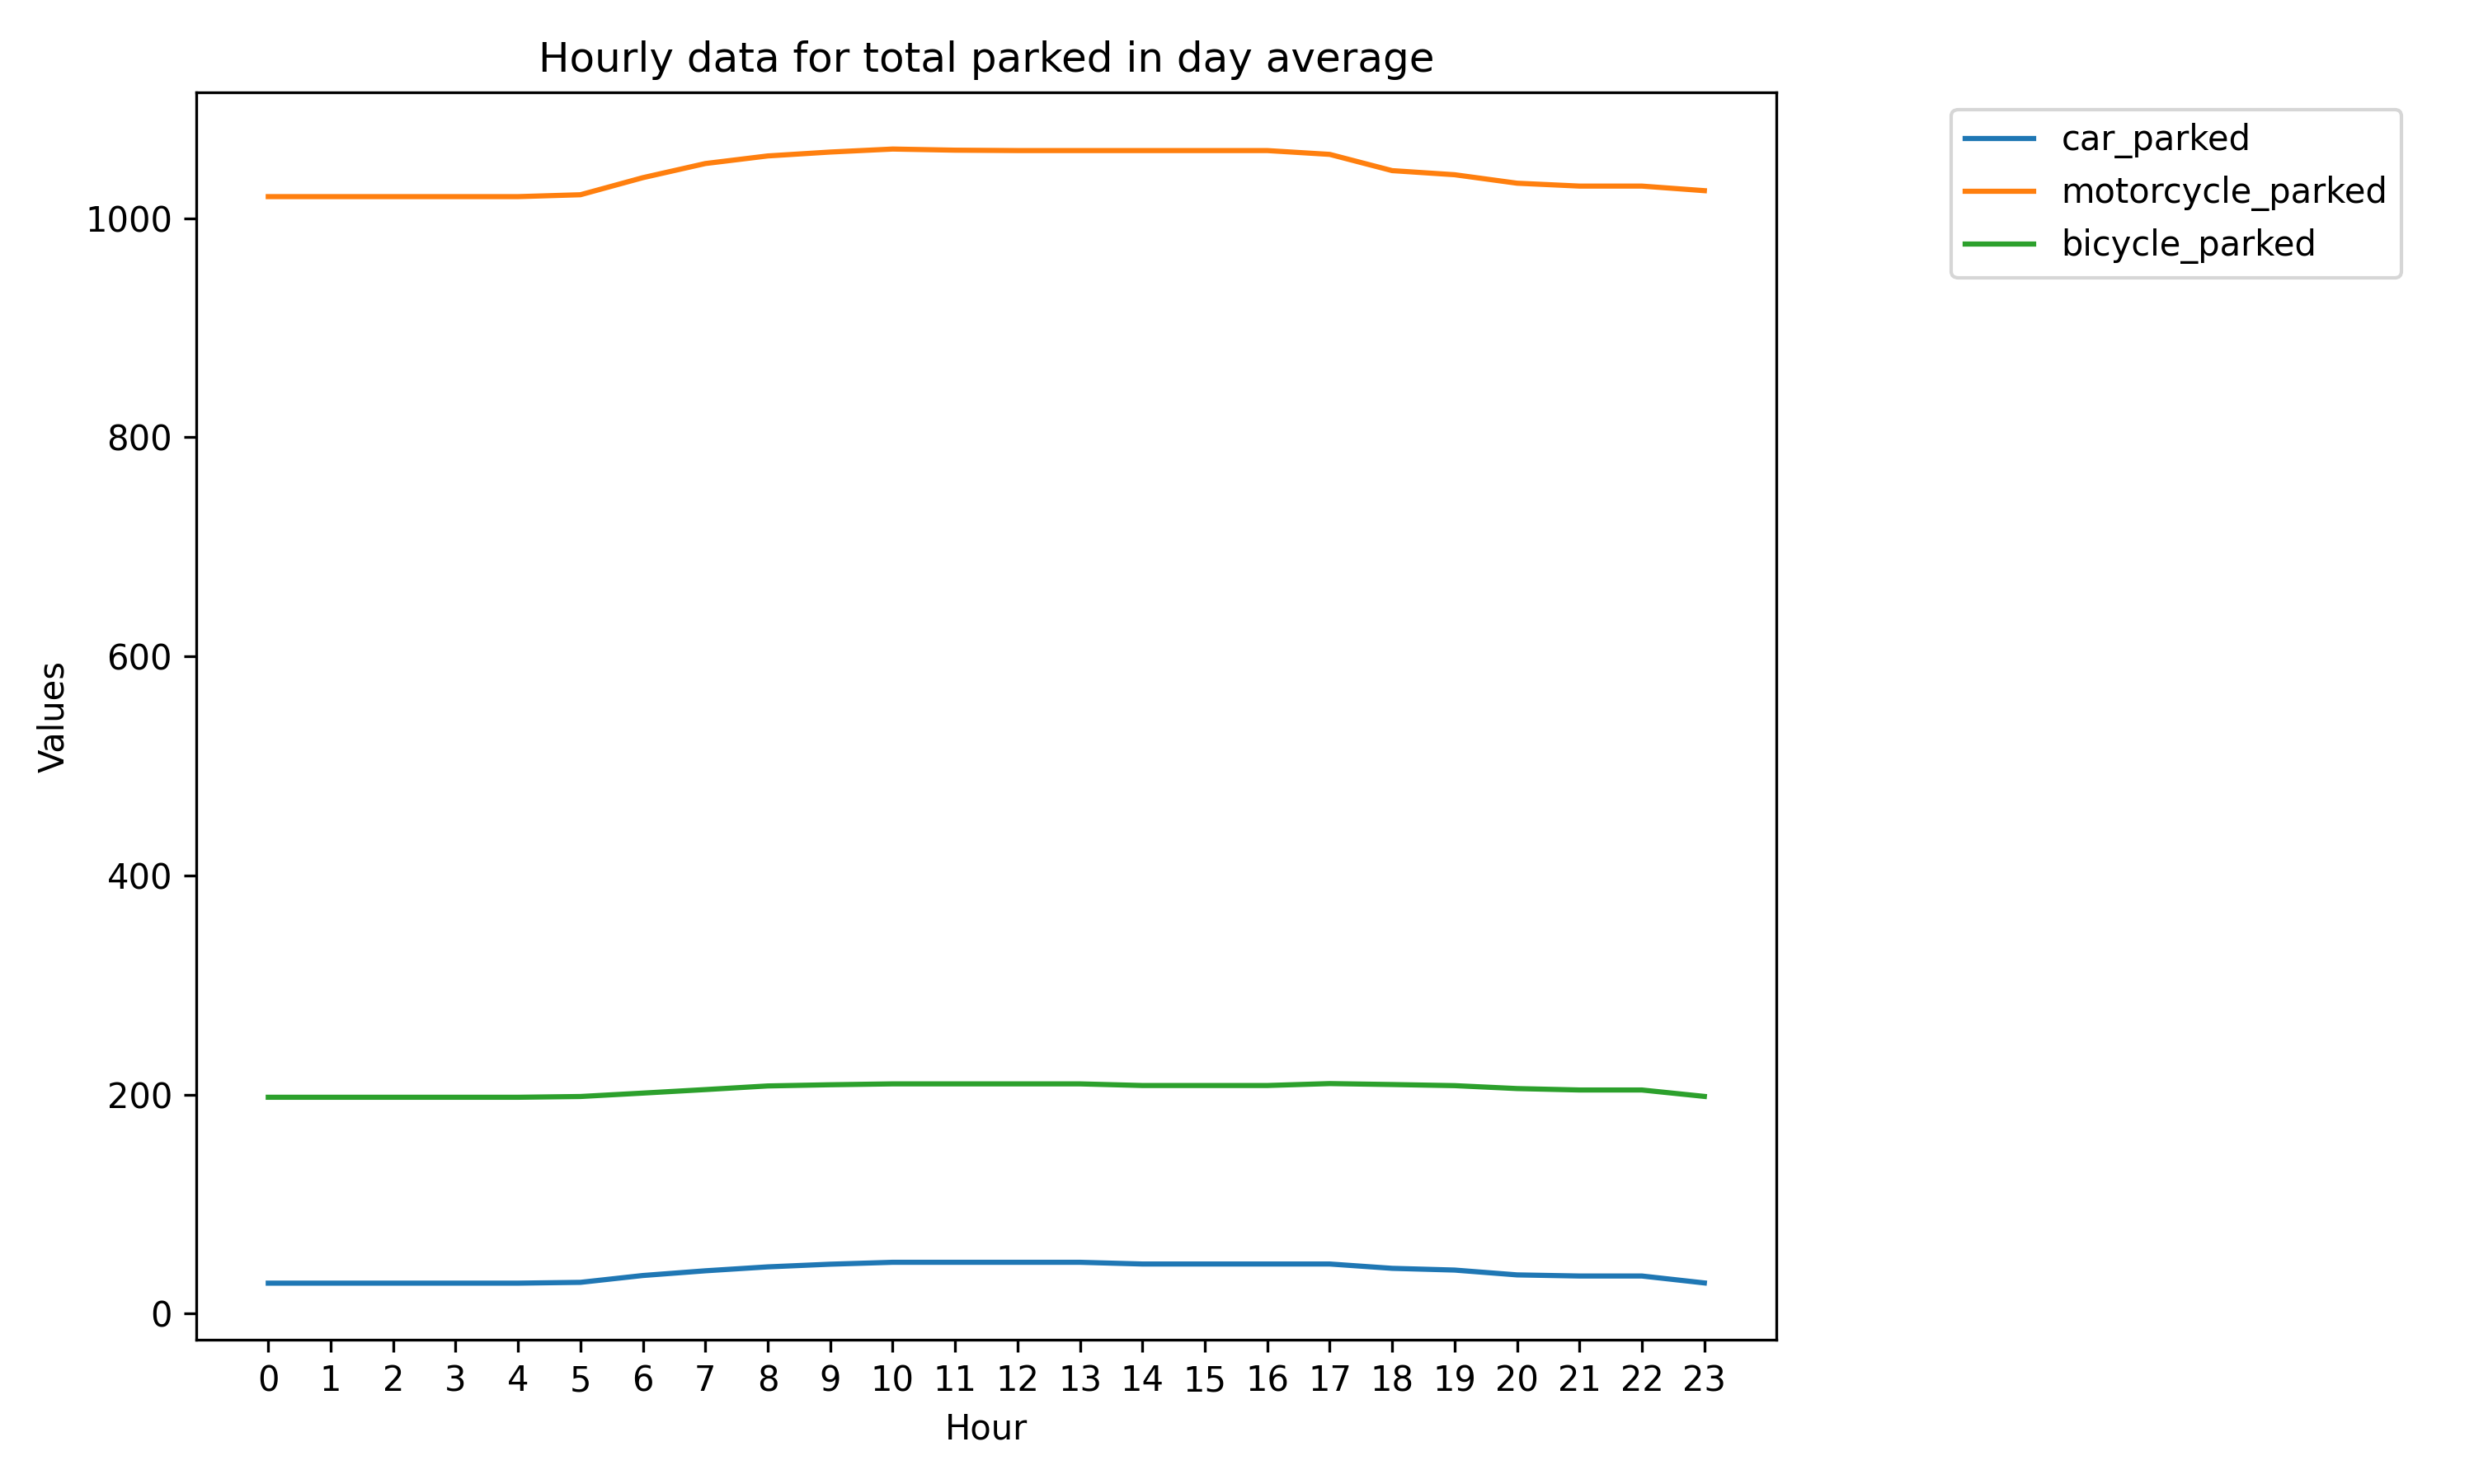 Hourly data for total parked in day average
car_parked
motorcycle_parked
bicycle_parked
1000
800
600
400
200
0
Values
0 1 2 3 4 5 6 7 8 9 10 11 12 13 14 15 16 17 18 19 20 21 22 23
Hour